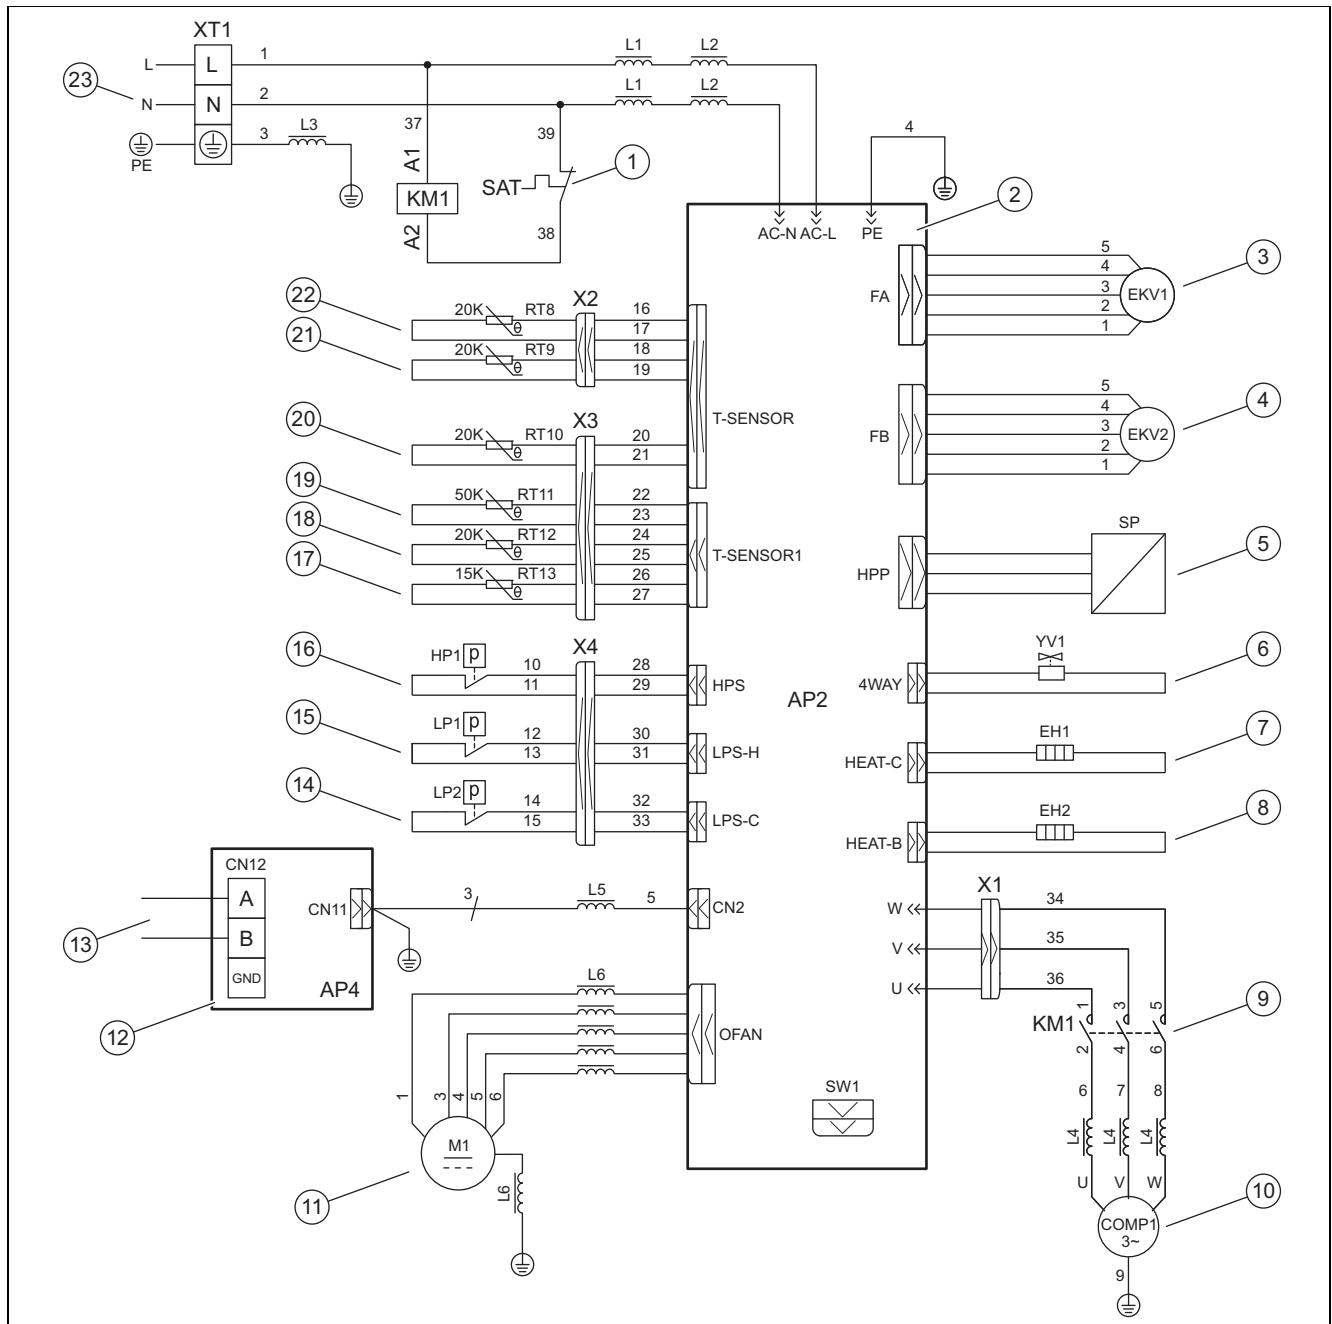 XT1
L L 1 L1 L2
23
N N 2 L1 L2
PE 3 L3
37 39 4
A1 SAT 1
KM1
A2 38
AC-N AC-L PE 2
FA 5 4 3 2 1 EKV1 3
22 20K RT8 X2 16
17
21 20K RT9 18
19
T-SENSOR
FB 5 4 3 2 1 EKV2 4
20 20K RT10 X3 20
21
19 50K RT11 22
23
18 20K RT12 24
25
T-SENSOR1
17 15K RT13 26
27
HPP SP 5
16 HP1 p 10 X4 28
11 29
HPS
4WAY YV1 6
AP2
15 LP1 p 12 30
13 31
LPS-H
HEAT-C EH1 7
14 LP2 p 14 32
15 33
LPS-C
HEAT-B EH2 8
CN12
A
B
GND
CN11
AP4
13
12
3 L5 5 CN2
X1
W 34
V 35
U 36
L6
OFAN
1 3 4 5 6
M1
11
L6
SW1
KM1 1 3 5 9
2 4 6
6 7 8
L4 L4 L4
U V W
COMP1
3~
10
9